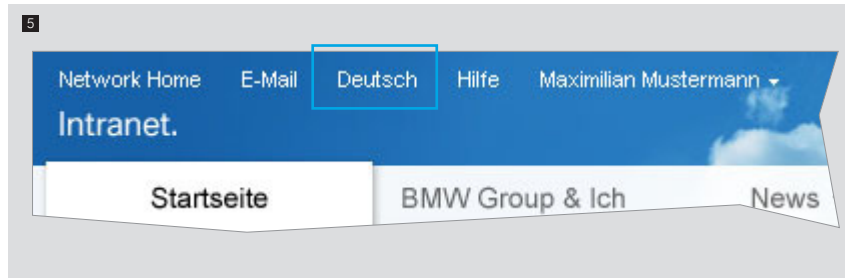 5
Network Home E-Mail Deutsch Hilfe Maximilian Mustermann
Intranet.
Startseite BMW Group & Ich News